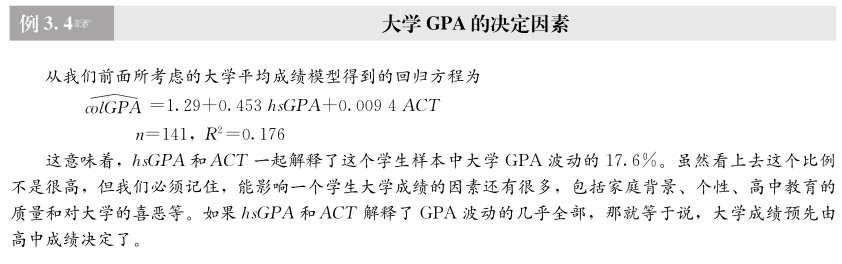 例 3.4☞ 大学 GPA 的决定因素
从我们前面所考虑的大学平均成绩模型得到的回归方程为
\widehat{colGPA} =1.29+0.453 hsGPA+0.009 4 ACT
n=141, R²=0.176
这意味着，hsGPA 和 ACT 一起解释了这个学生样本中大学 GPA 波动的 17.6%。虽然看上去这个比例
不是很高，但我们必须记住，能影响一个学生大学成绩的因素还有很多，包括家庭背景、个性、高中教育的
质量和对大学的喜恶等。如果 hsGPA 和 ACT 解释了 GPA 波动的几乎全部，那就等于说，大学成绩预先由
高中成绩决定了。